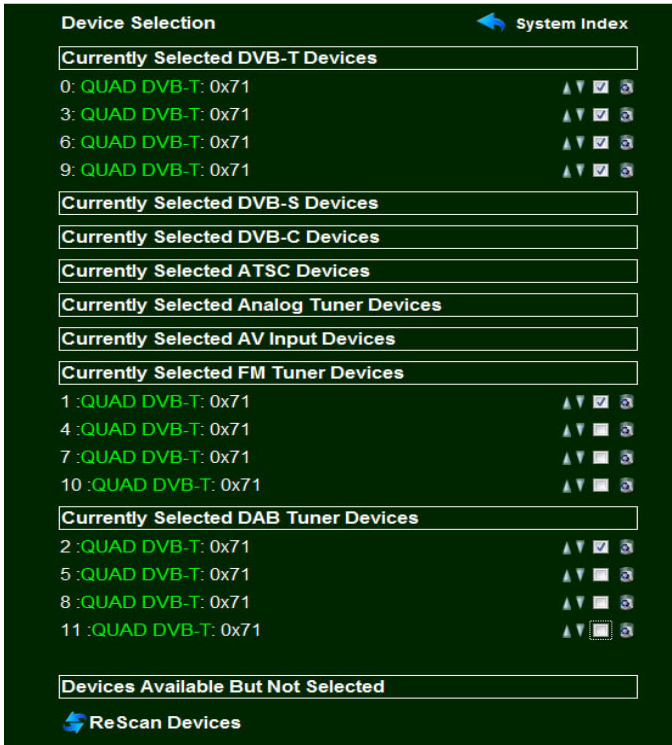 Device Selection
System Index
Currently Selected DVB-T Devices
0: QUAD DVB-T: 0x71
3: QUAD DVB-T: 0x71
6: QUAD DVB-T: 0x71
9: QUAD DVB-T: 0x71
Currently Selected DVB-S Devices
Currently Selected DVB-C Devices
Currently Selected ATSC Devices
Currently Selected Analog Tuner Devices
Currently Selected AV Input Devices
Currently Selected FM Tuner Devices
1 :QUAD DVB-T: 0x71
4 :QUAD DVB-T: 0x71
7 :QUAD DVB-T: 0x71
10 :QUAD DVB-T: 0x71
Currently Selected DAB Tuner Devices
2 :QUAD DVB-T: 0x71
5 :QUAD DVB-T: 0x71
8 :QUAD DVB-T: 0x71
11 :QUAD DVB-T: 0x71
Devices Available But Not Selected
ReScan Devices